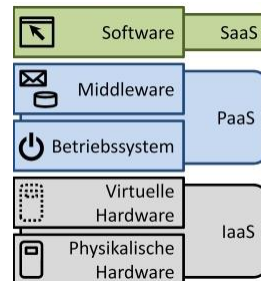 Software
SaaS
Middleware
PaaS
Betriebssystem
Virtuelle
Hardware
IaaS
Physikalische
Hardware